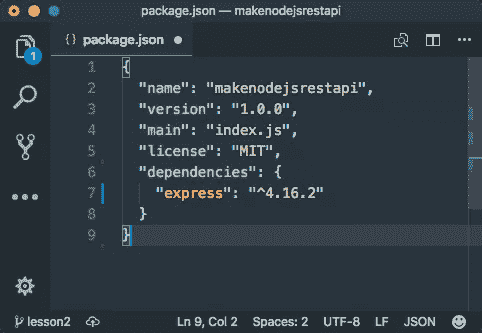 package.json — makenodejsrestapi
{ } package.json
1
1 {
2 "name": "makenodejsrestapi",
3 "version": "1.0.0",
4 "main": "index.js",
5 "license": "MIT",
6 "dependencies": {
7 "express": "^4.16.2"
8 }
9 }
lesson2 Ln 9, Col 2 Spaces: 2 UTF-8 LF JSON